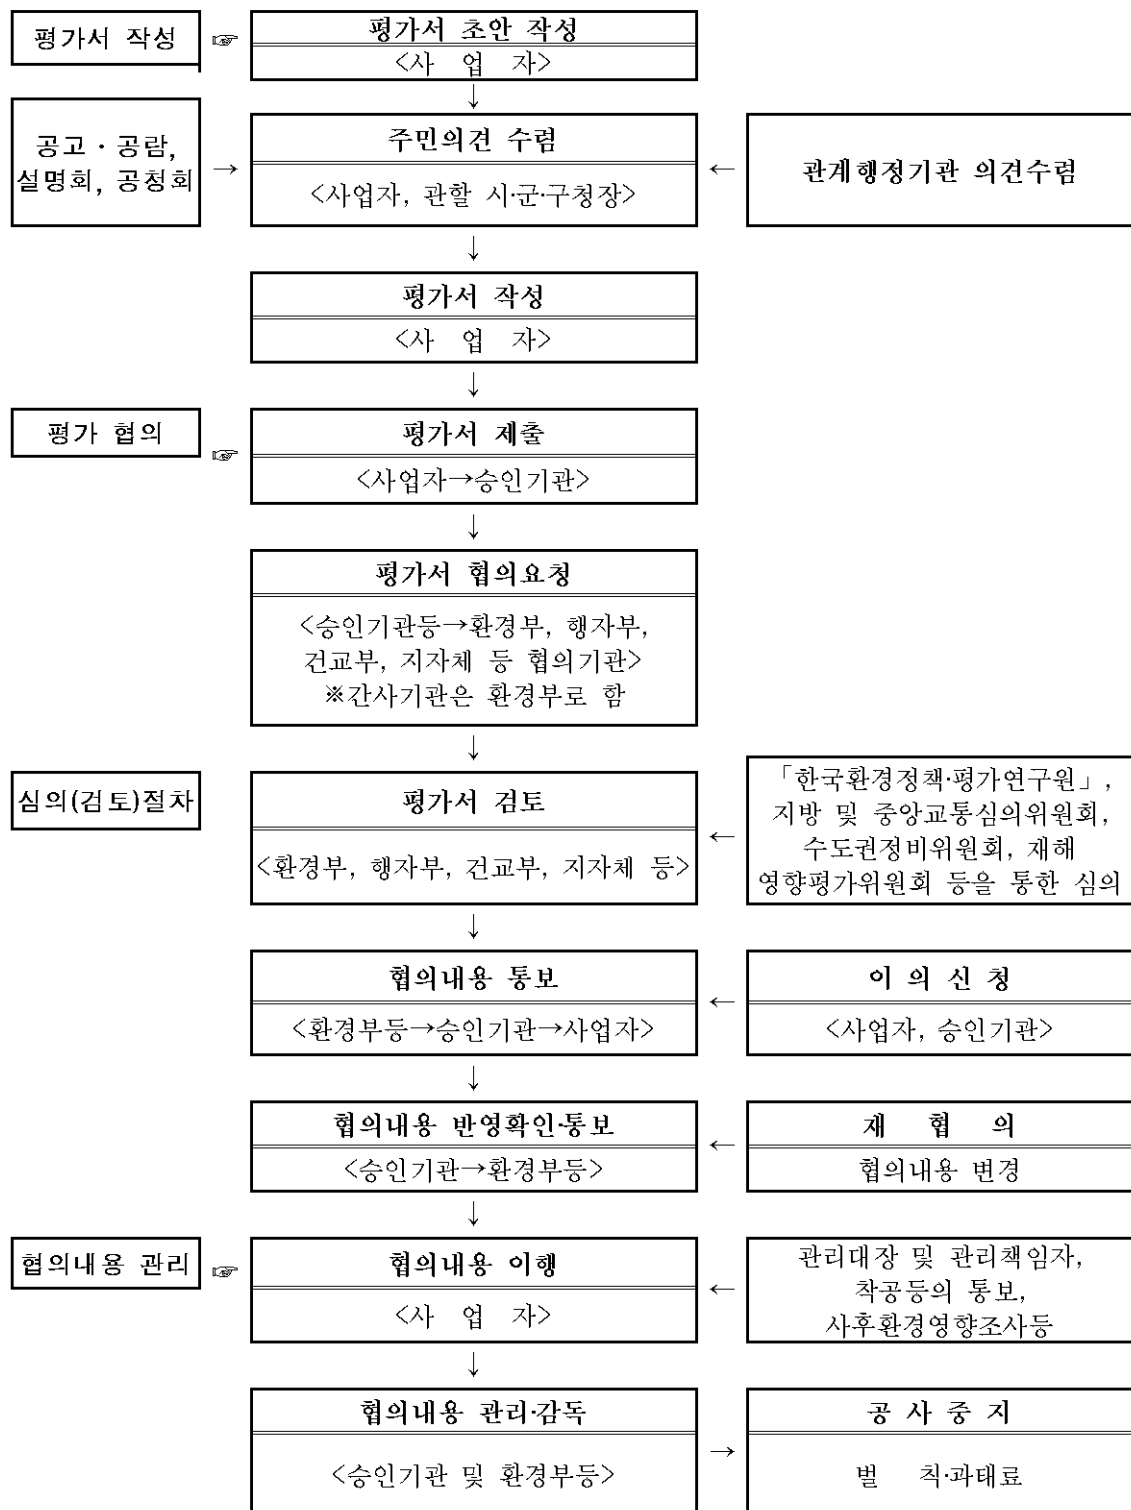 평가서 작성
☞
평가서 초안 작성
<사 업 자>
↓
공고·공람,
설명회, 공청회
→
주민의견 수렴
<사업자, 관할 시·군·구청장>
←
관계행정기관 의견수렴
↓
평가서 작성
<사 업 자>
↓
평가 협의
☞
평가서 제출
<사업자→승인기관>
↓
평가서 협의요청
<승인기관등→환경부, 행자부,
건교부, 지자체 등 협의기관>
※간사기관은 환경부로 함
↓
심의(검토)절차
평가서 검토
<환경부, 행자부, 건교부, 지자체 등>
←
「한국환경정책·평가연구원」,
지방 및 중앙교통심의위원회,
수도권정비위원회, 재해
영향평가위원회 등을 통한 심의
↓
협의내용 통보
<환경부등→승인기관→사업자>
←
이 의 신 청
<사업자, 승인기관>
↓
협의내용 반영확인·통보
<승인기관→환경부등>
←
재 협 의
협의내용 변경
↓
협의내용 관리
☞
협의내용 이행
<사 업 자>
←
관리대장 및 관리책임자,
착공등의 통보,
사후환경영향조사등
↓
협의내용 관리·감독
<승인기관 및 환경부등>
→
공 사 중 지
벌 칙·과태료